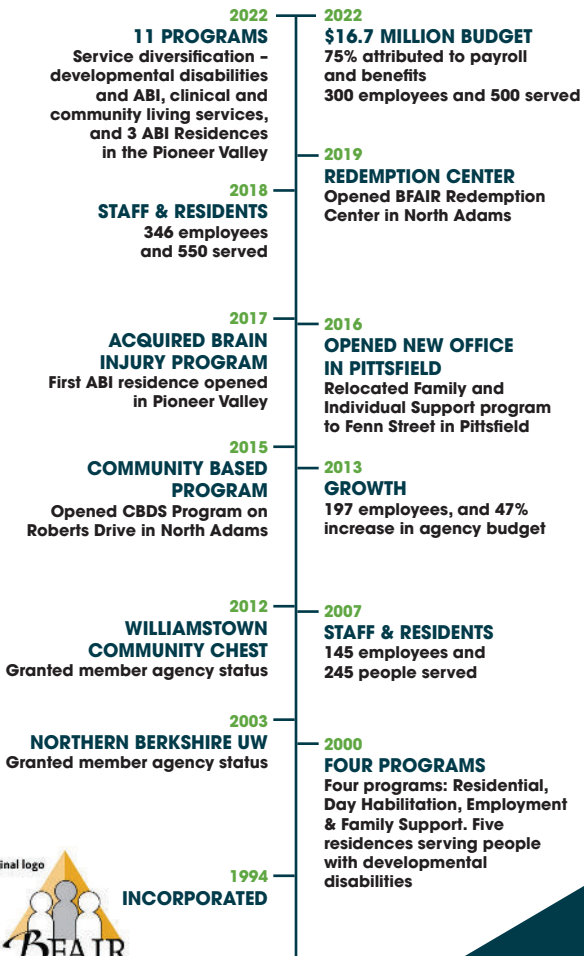 2022
11 PROGRAMS
Service diversification –
developmental disabilities
and ABI, clinical and
community living services,
and 3 ABI Residences
in the Pioneer Valley
2022
$16.7 MILLION BUDGET
75% attributed to payroll
and benefits
300 employees and 500 served
2019
REDEMPTION CENTER
Opened BFAIR Redemption
Center in North Adams
2018
STAFF & RESIDENTS
346 employees
and 550 served
2017
ACQUIRED BRAIN
INJURY PROGRAM
First ABI residence opened
in Pioneer Valley
2016
OPENED NEW OFFICE
IN PITTSFIELD
Relocated Family and
Individual Support program
to Fenn Street in Pittsfield
2015
COMMUNITY BASED
PROGRAM
Opened CBDS Program on
Roberts Drive in North Adams
2013
GROWTH
197 employees, and 47%
increase in agency budget
2012
WILLIAMSTOWN
COMMUNITY CHEST
Granted member agency status
2007
STAFF & RESIDENTS
145 employees and
245 people served
2003
NORTHERN BERKSHIRE UW
Granted member agency status
2000
FOUR PROGRAMS
Four programs: Residential,
Day Habilitation, Employment
& Family Support. Five
residences serving people
with developmental
disabilities
1994
INCORPORATED
logo
BFAIR